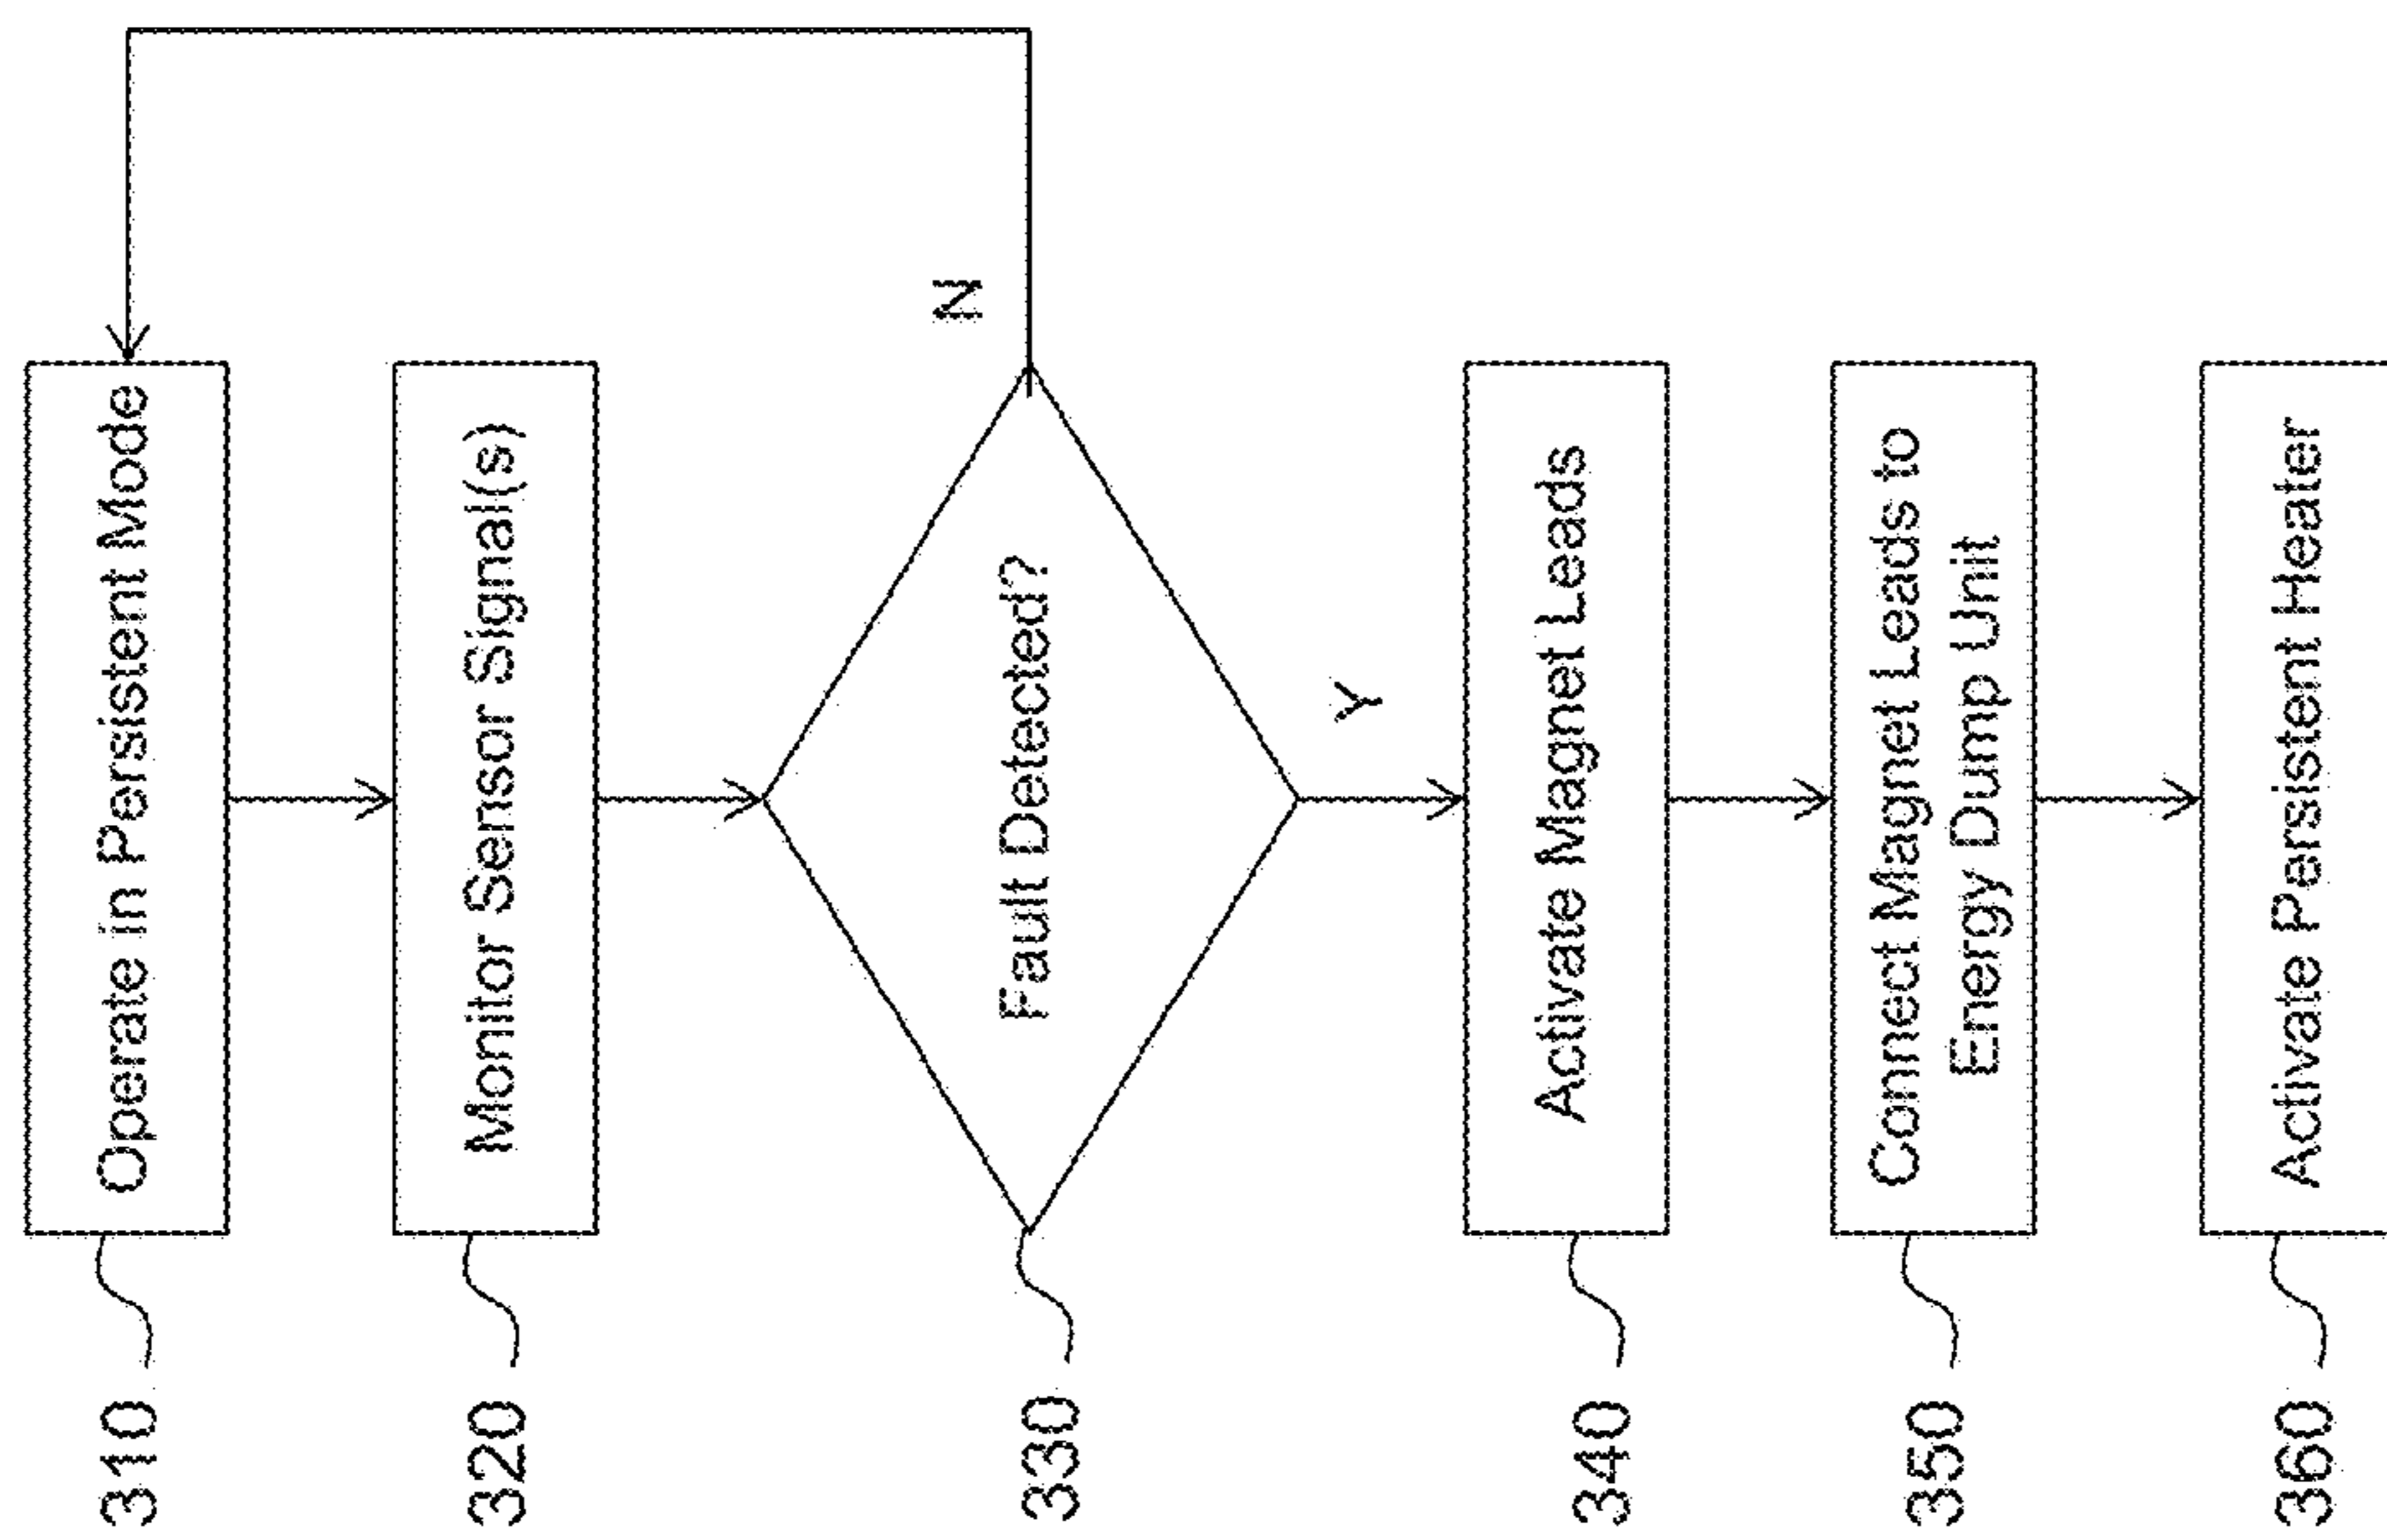 310
Operate in Persistent Mode
320
Monitor Sensor Signal(s)
330
Fault Detected?
N
Y
340
Activate Magnet Leads
350
Connect Magnet Leads to
Energy Dump Unit
360
Activate Persistent Heater